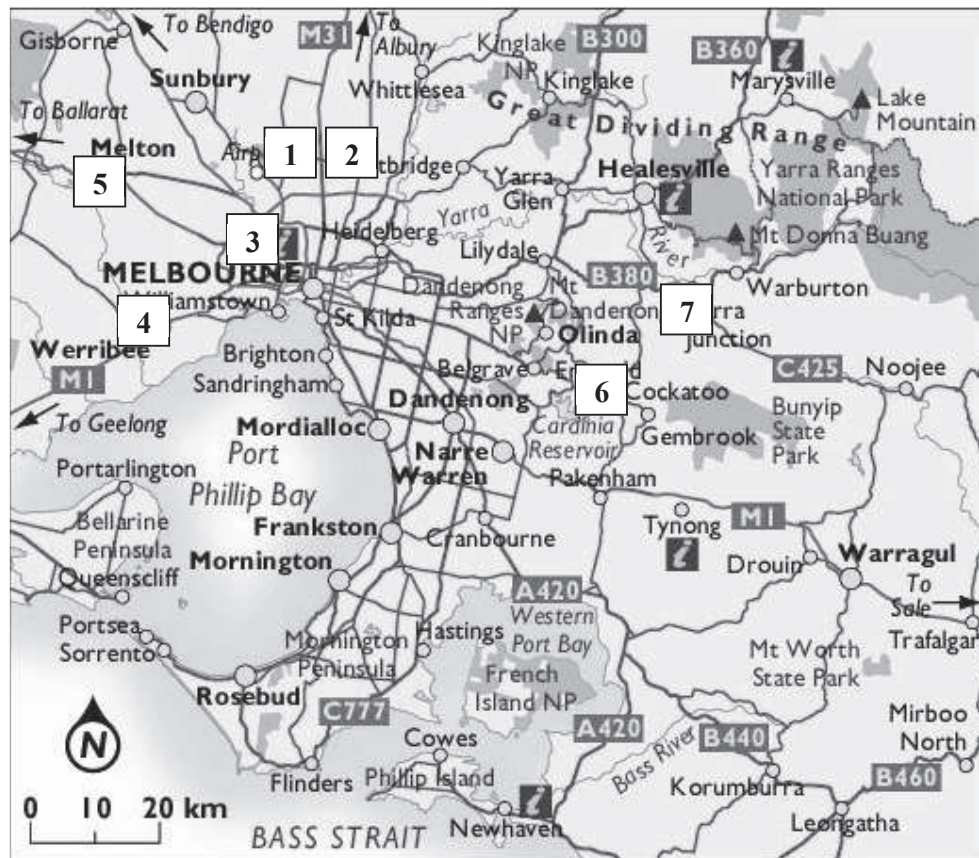 To Bendigo
M31
To
Albury
Gisborne
Kinglake
NP
B300
B360
i
Sunbury
Whittlesea
Kinglake
Marysville
To Ballarat
Great Dividing Range
Lake
Mountain
Melton
Airp
1
2
tbridge
Yarra
Glen
Healesville
i
Yarra Ranges
National Park
5
Yarra
River
3
i
Heidelberg
Mt Donna Buang
Lilydale
MELBOURNE
Dandenong
Ranges
NP
Mt
Dandenon
B380
Warburton
4
illiamstown
St Kilda
Olinda
7
rra
Junction
Werribee
Brighton
Belgrave
M1
Sandringham
Dandenong
6
Cockatoo
C425
Noojee
To Geelong
Mordialloc
Cardinia
Reservoir
Gembrook
Bunyip
State
Park
Port
Phillip Bay
Narre
Warren
Portarlington
Pakenham
Bellarine
Peninsula
Frankston
Cranbourne
Tynong
M1
i
Drouin
Warragul
Queenscliff
Mornington
A420
To
Sale
Portsea
Sorrento
Mornington
Peninsula
Hastings
Western
Port Bay
Trafalgar
Rosebud
French
Island NP
Mt Worth
State Park
C777
A420
N
Cowes
Bass River
B440
Mirboo
North
Flinders
Phillip Island
i
Korumburra
B460
0 10 20 km
Newhaven
Leongatha
BASS STRAIT